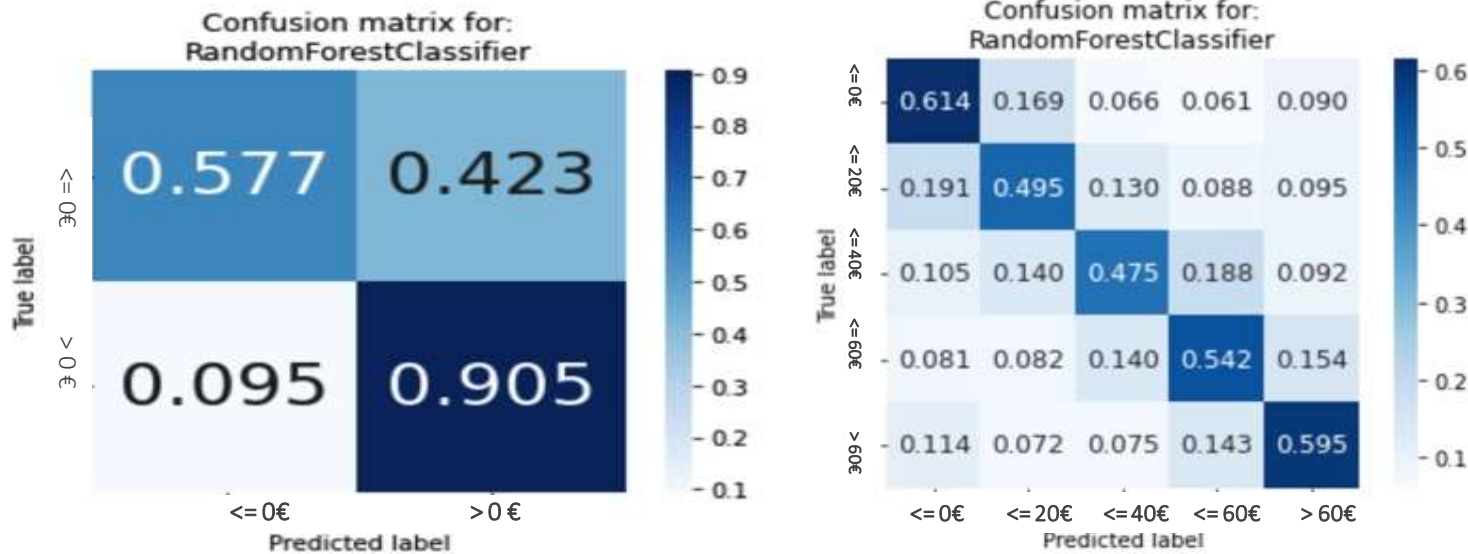 Confusion matrix for:
RandomForestClassifier
True label
<= 0€
> 0 €
0.577 0.423
0.095 0.905
<= 0€ > 0 €
Predicted label
0.9
0.8
0.7
0.6
0.5
0.4
0.3
0.2
0.1
Confusion matrix for:
RandomForestClassifier
True label
<=0€ 0.614 0.169 0.066 0.061 0.090
<=20€ 0.191 0.495 0.130 0.088 0.095
<=40€ 0.105 0.140 0.475 0.188 0.092
<=60€ 0.081 0.082 0.140 0.542 0.154
>60€ 0.114 0.072 0.075 0.143 0.595
<=0€ <=20€ <=40€ <=60€ >60€
Predicted label
0.6
0.5
0.4
0.3
0.2
0.1